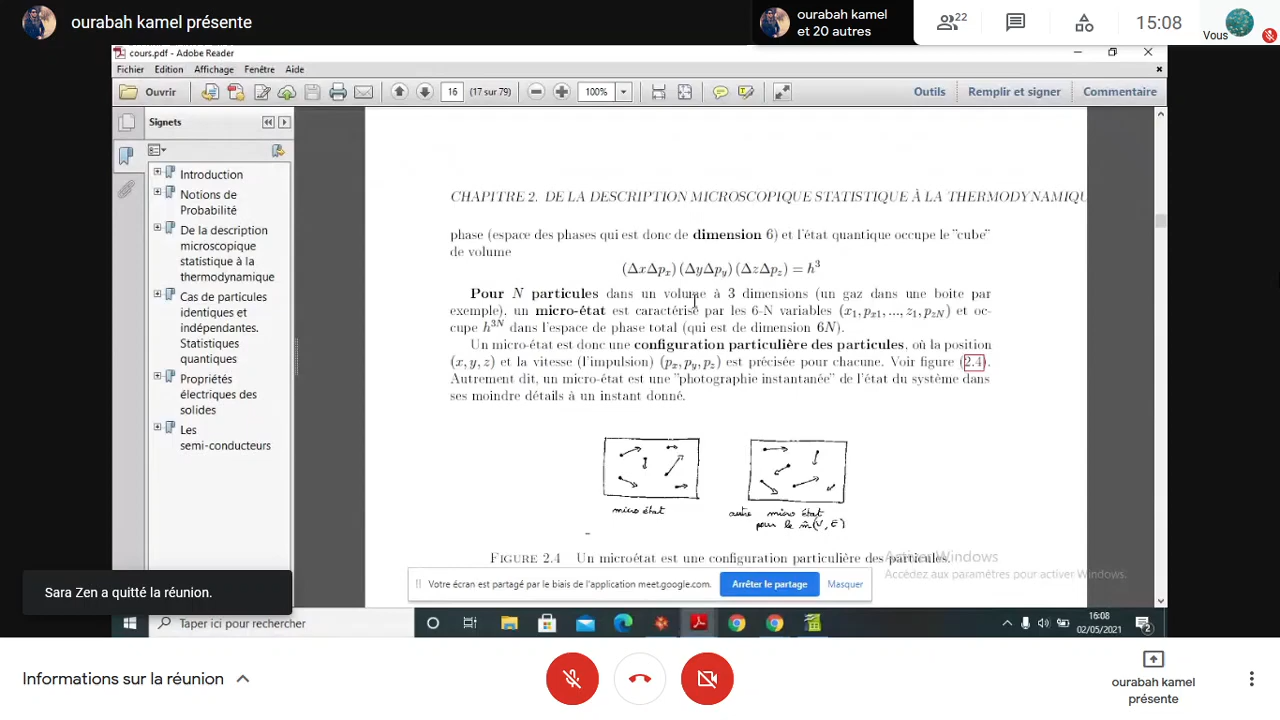 ourabah kamel présente
ourabah kamel
et 20 autres
22
15:08
Vous
cours.pdf - Adobe Reader
Fichier Edition Affichage Fenêtre Aide
Ouvrir
16 (17 sur 79)
100%
Outils
Remplir et signer
Commentaire
Signets
Introduction
Notions de
Probabilité
De la description
microscopique
statistique à la
thermodynamique
Cas de particules
identiques et
indépendantes.
Statistiques
quantiques
Propriétés
électriques des
solides
Les
semi-conducteurs
CHAPITRE 2. DE LA DESCRIPTION MICROSCOPIQUE STATISTIQUE À LA THERMODYNAMIQU
phase (espace des phases qui est donc de dimension 6) et l'état quantique occupe le "cube"
de volume
(ΔxΔpₓ) (ΔyΔp_y) (ΔzΔp_z) = h³
Pour N particules dans un volume à 3 dimensions (un gaz dans une boite par
exemple), un micro-état est caractérisé par les 6-N variables (x₁, pₓ₁, ..., z₁, p_zN) et oc-
cupe h³ᴺ dans l'espace de phase total (qui est de dimension 6N).
Un micro-état est donc une configuration particulière des particules, où la position
(x, y, z) et la vitesse (l'impulsion) (pₓ, p_y, p_z) est précisée pour chacune. Voir figure (2.4).
Autrement dit, un micro-état est une "photographie instantanée" de l'état du système dans
ses moindre détails à un instant donné.
micro état
autre micro état
pour le m̂ (V, E)
FIGURE 2.4 Un microétat est une configuration particulière des particules.
Activer Windows
Accédez aux paramètres pour activer Windows.
Votre écran est partagé par le biais de l'application meet.google.com.
Arrêter le partage
Masquer
Sara Zen a quitté la réunion.
Taper ici pour rechercher
16:08
02/05/2021
2
Informations sur la réunion
ourabah kamel
présente